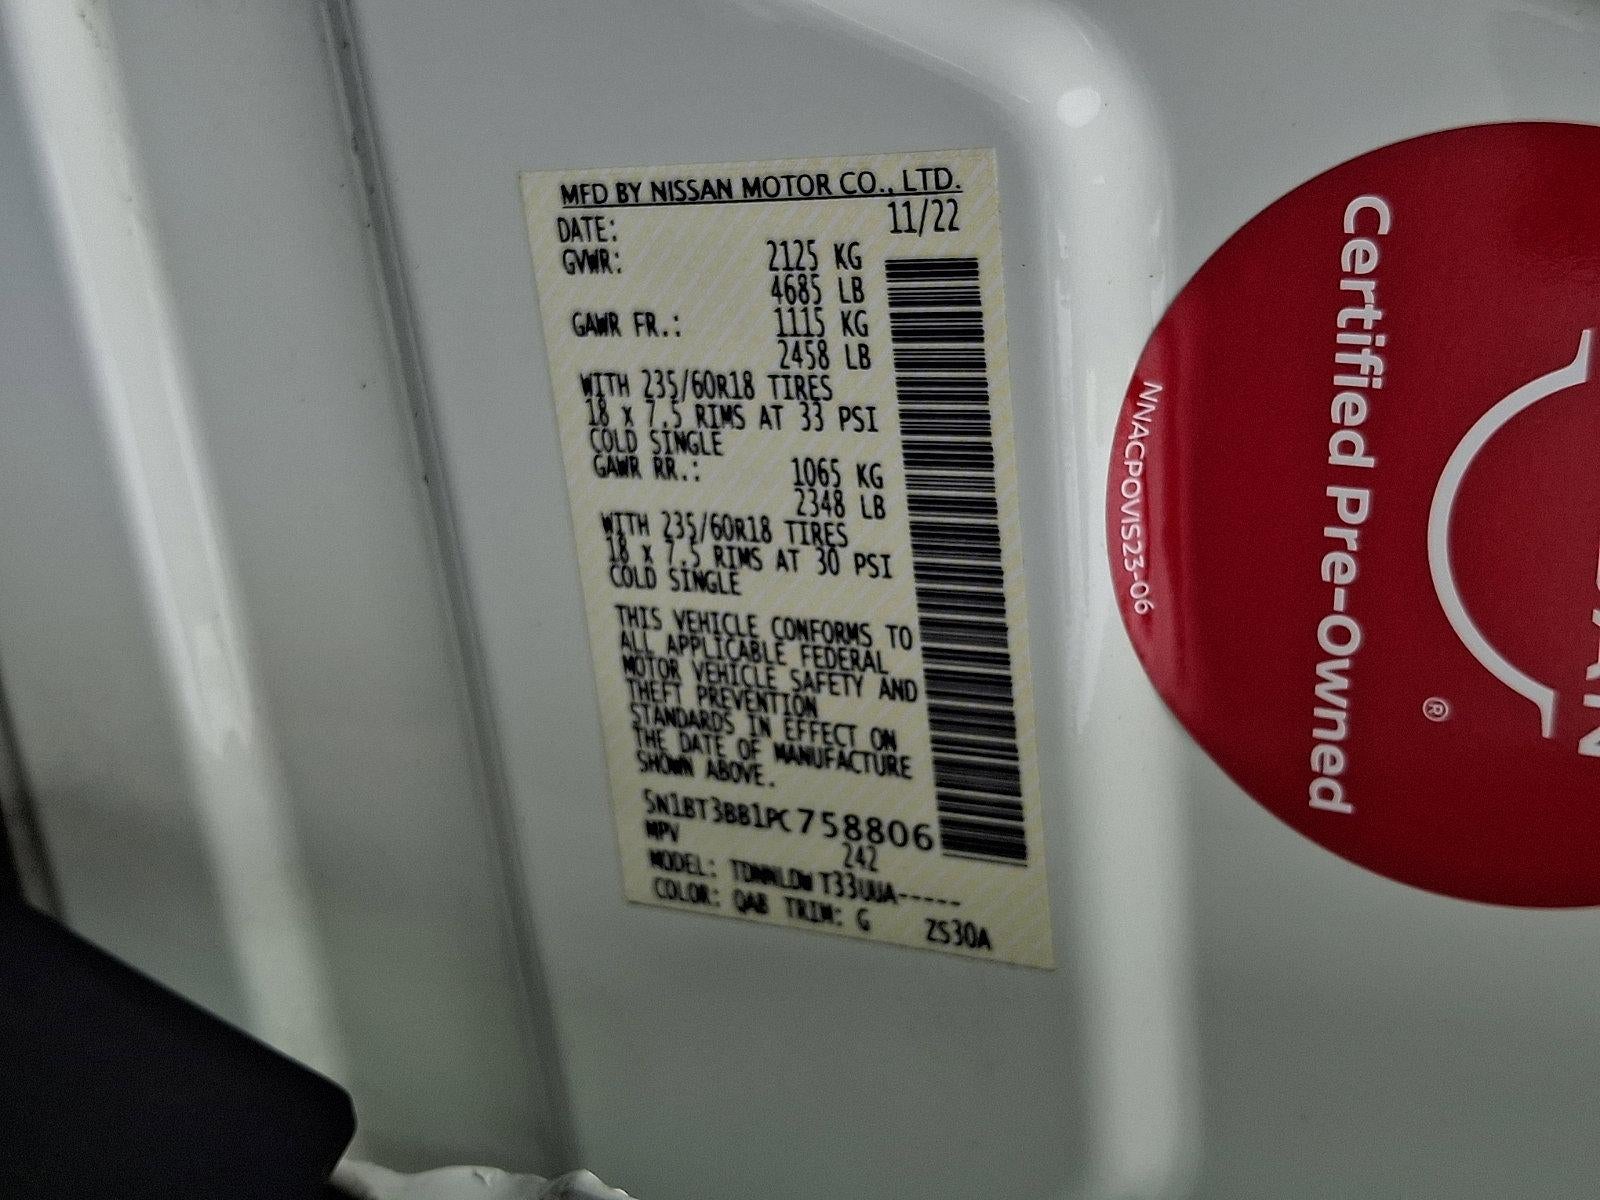 MFD BY NISSAN MOTOR CO., LTD.
DATE: 11/22
GVWR: 2125 KG
4685 LB
GAWR FR.: 1115 KG
2458 LB
WITH 235/60R18 TIRES
18 x 7.5 RIMS AT 33 PSI
COLD SINGLE
GAWR RR.: 1065 KG
2348 LB
WITH 235/60R18 TIRES
18 x 7.5 RIMS AT 30 PSI
COLD SINGLE
THIS VEHICLE CONFORMS TO
ALL APPLICABLE FEDERAL
MOTOR VEHICLE SAFETY AND
THEFT PREVENTION
STANDARDS IN EFFECT ON
THE DATE OF MANUFACTURE
SHOWN ABOVE.
5N1BT3BB1PC758806
MPV 242
MODEL: T33UUA-----
COLOR: QAB TRIM: G ZS30A
Certified Pre-Owned
®
NNACPOVIS23-06